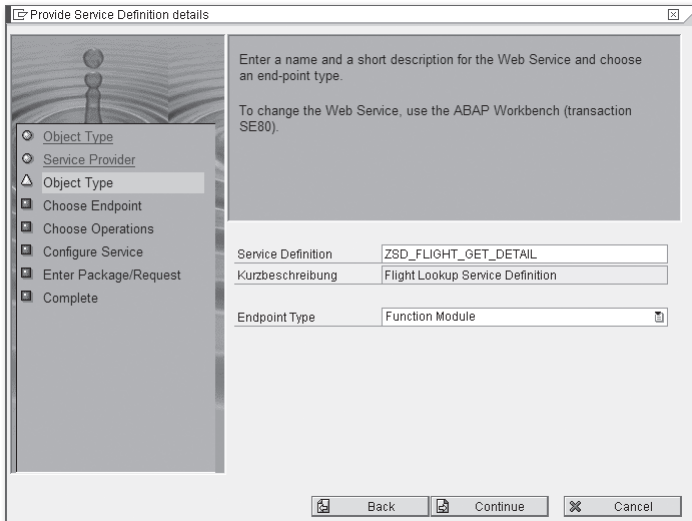 Provide Service Definition details
Enter a name and a short description for the Web Service and choose
an end-point type.
To change the Web Service, use the ABAP Workbench (transaction
SE80).
Object Type
Service Provider
Object Type
Choose Endpoint
Choose Operations
Configure Service
Enter Package/Request
Complete
Service Definition ZSD_FLIGHT_GET_DETAIL
Kurzbeschreibung Flight Lookup Service Definition
Endpoint Type Function Module
Back Continue Cancel